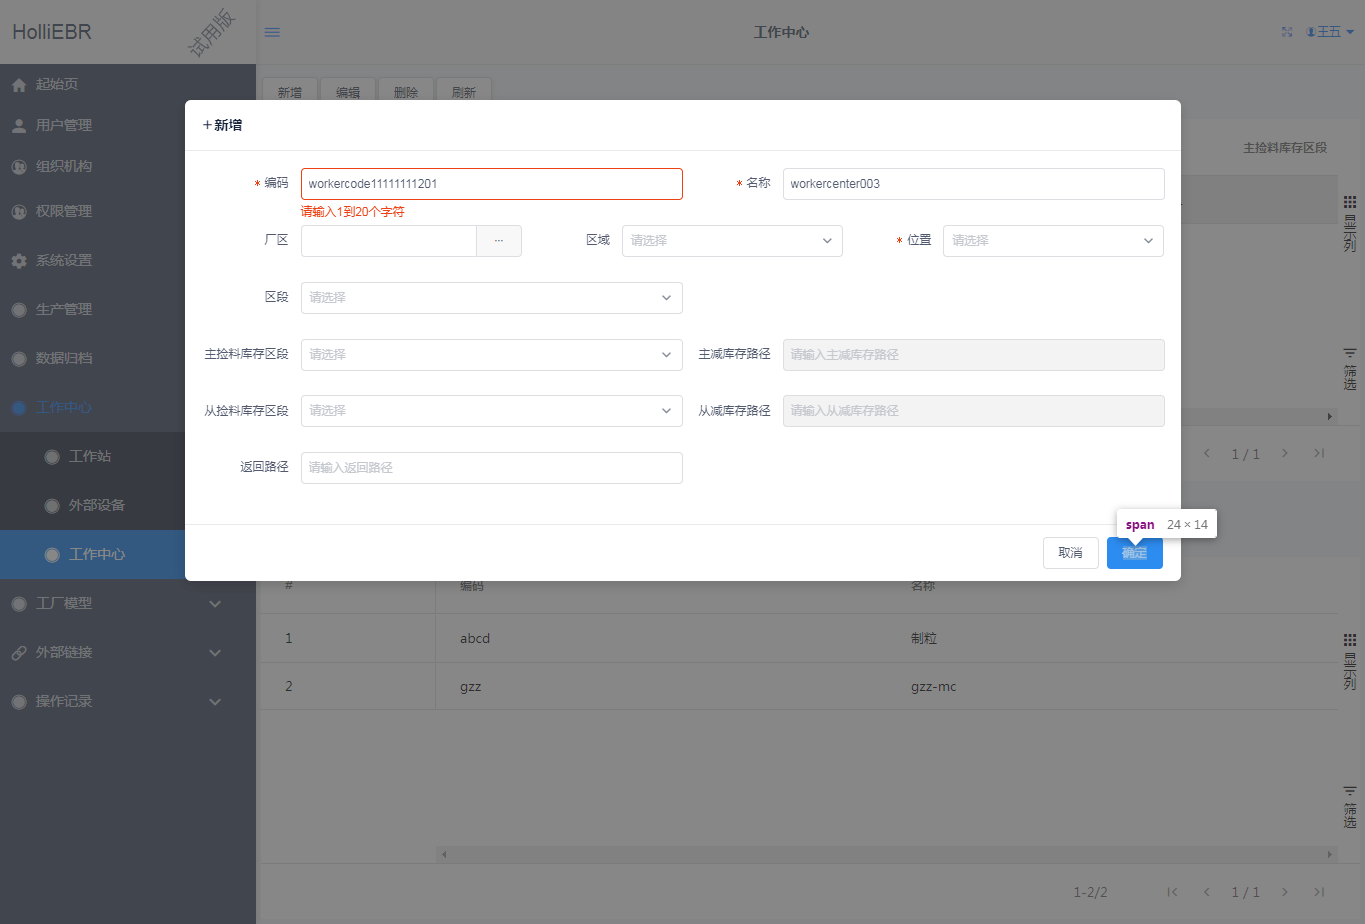 HolliEBR
试用版
工作中心
王五
起始页
用户管理
组织机构
权限管理
系统设置
生产管理
数据归档
工作中心
工作站
外部设备
工作中心
工厂模型
外部链接
操作记录
新增 编辑 删除 刷新
主捡料库存区段
+新增
* 编码 workercode11111111201
* 名称 workercenter003
请输入1到20个字符
厂区 ...
区域 请选择
* 位置 请选择
区段 请选择
主捡料库存区段 请选择
主减库存路径 请输入主减库存路径
从捡料库存区段 请选择
从减库存路径 请输入从减库存路径
返回路径 请输入返回路径
span 24 × 14
取消 确定
显示列
筛选
1 / 1
# 编码 名称
1 abcd 制粒
2 gzz gzz-mc
显示列
筛选
1-2/2 1 / 1